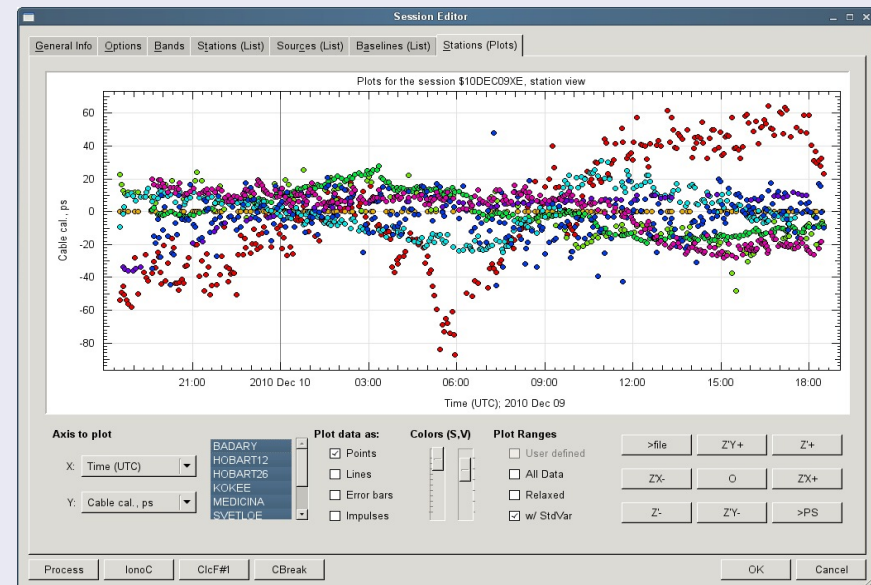 Session Editor
General Info Options Bands Stations (List) Sources (List) Baselines (List) Stations (Plots)
Plots for the session $10DEC09XE, station view
Cable cal., ps
60
40
20
0
-20
-40
-60
-80
21:00 2010 Dec 10 03:00 06:00 09:00 12:00 15:00 18:00
Time (UTC); 2010 Dec 09
Axis to plot Plot data as: Colors (S,V) Plot Ranges
X: Time (UTC)
Y: Cable cal., ps
BADARY
HOBART12
HOBART26
KOKEE
MEDICINA
SVETLOE
Points
Lines
Error bars
Impulses
User defined
All Data
Relaxed
w/ StdVar
>file Z'Y+ Z'+
Z'X- O Z'X+
Z'- Z'Y- >PS
Process IonoC ClcF#1 CBreak OK Cancel